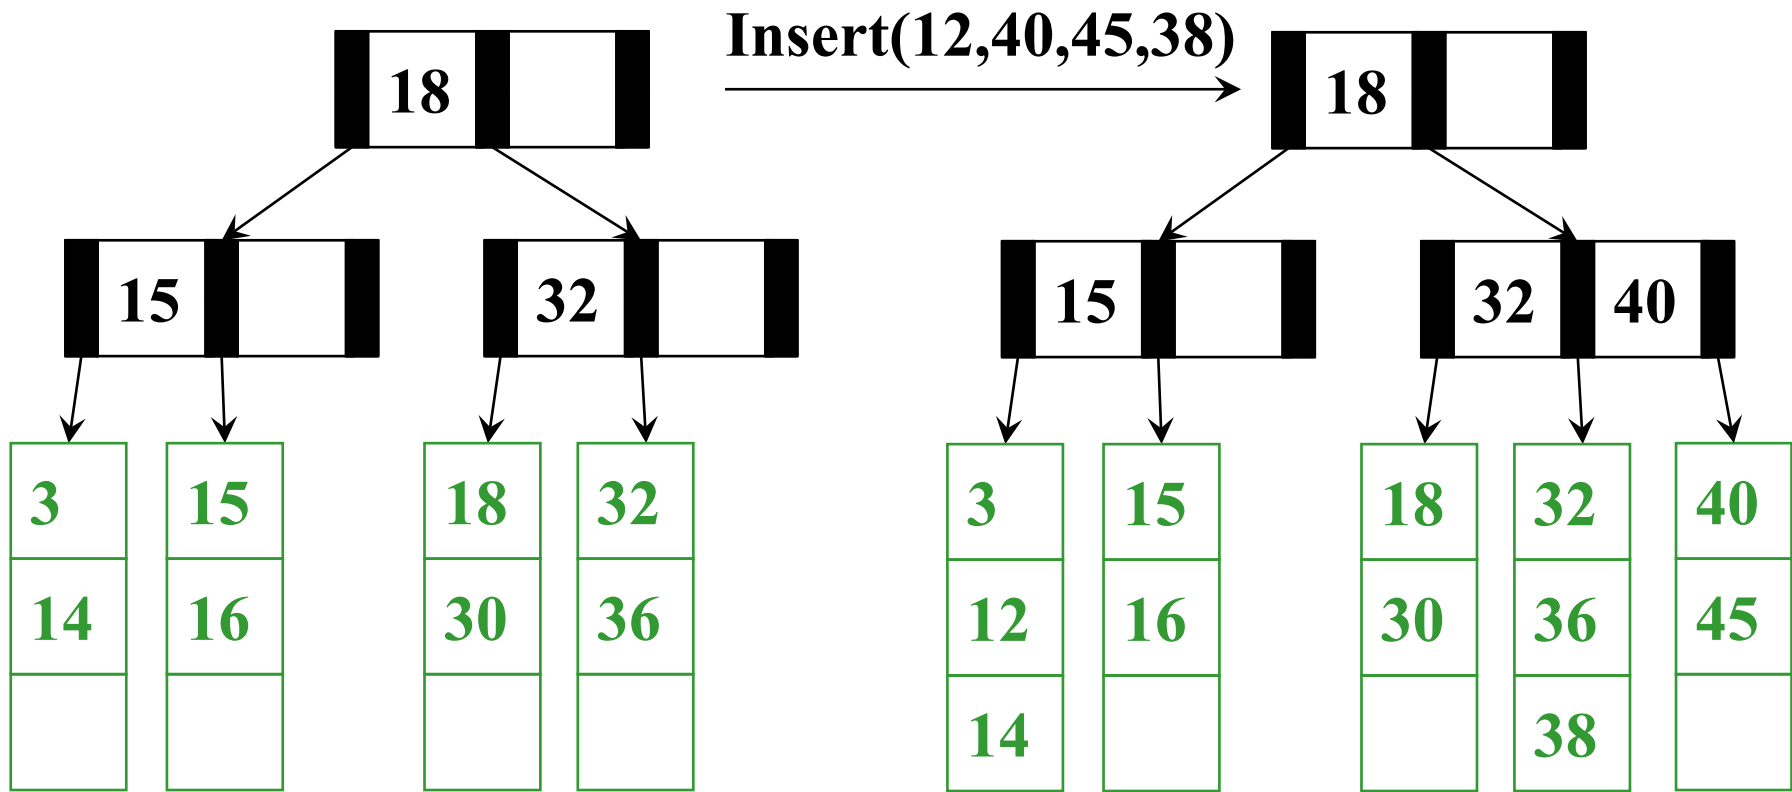 Insert(12,40,45,38)
18 18
15 32 15 32 40
3 15 18 32 3 15 18 32 40
14 16 30 36 12 16 30 36 45
14 38